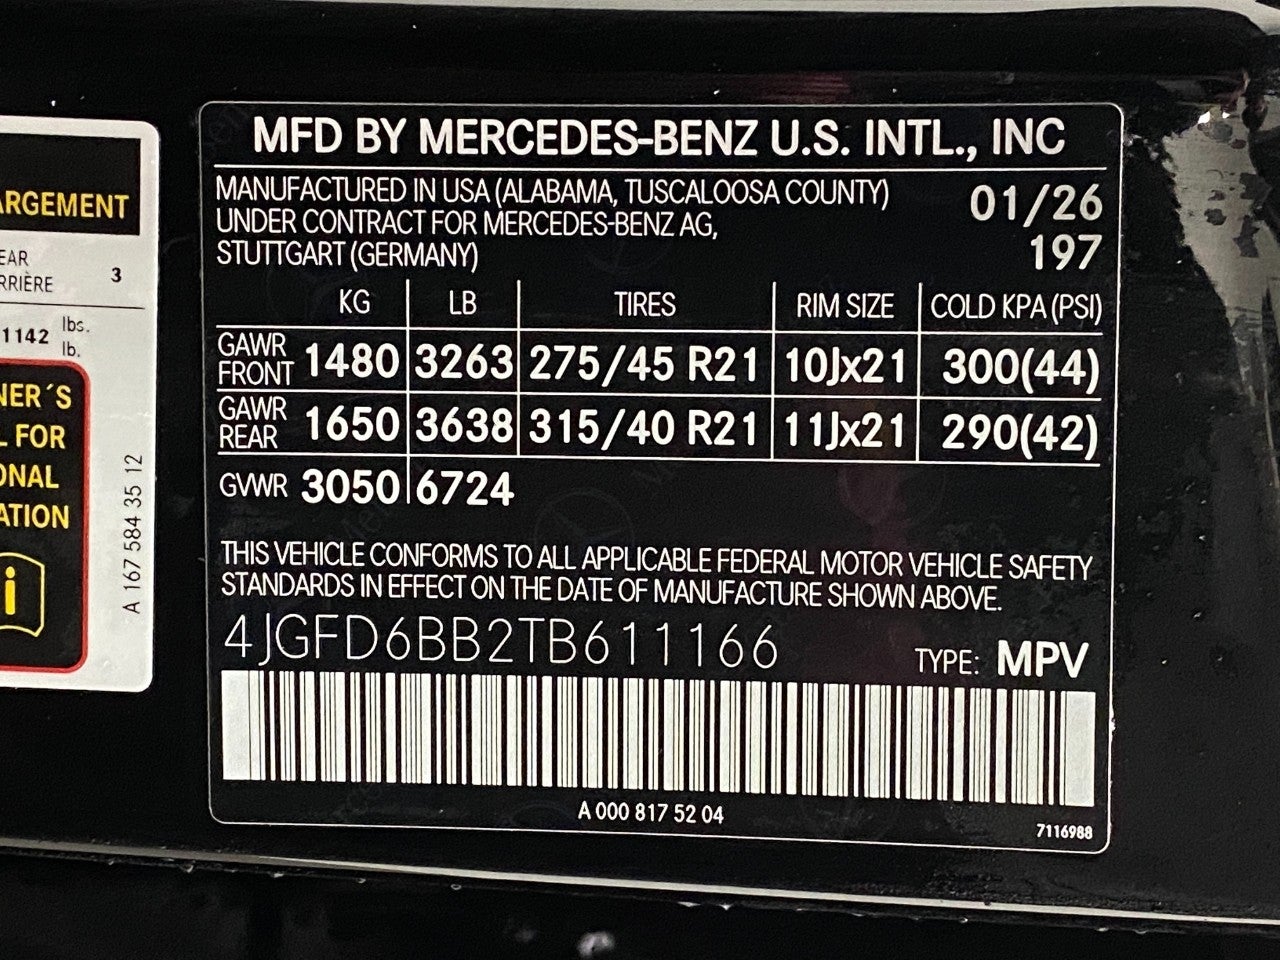 ARGEMENT
EAR
RRIÈRE 3
1142 lbs.
lb.
NER'S
L FOR
ONAL
ATION
i
A 167 584 35 12
MFD BY MERCEDES-BENZ U.S. INTL., INC
MANUFACTURED IN USA (ALABAMA, TUSCALOOSA COUNTY) 01/26
UNDER CONTRACT FOR MERCEDES-BENZ AG, 197
STUTTGART (GERMANY)
KG LB TIRES RIM SIZE COLD KPA (PSI)
GAWR FRONT 1480 3263 275/45 R21 10Jx21 300(44)
GAWR REAR 1650 3638 315/40 R21 11Jx21 290(42)
GVWR 3050 6724
THIS VEHICLE CONFORMS TO ALL APPLICABLE FEDERAL MOTOR VEHICLE SAFETY
STANDARDS IN EFFECT ON THE DATE OF MANUFACTURE SHOWN ABOVE.
4JGFD6BB2TB611166 TYPE: MPV
A 000 817 52 04
7116988